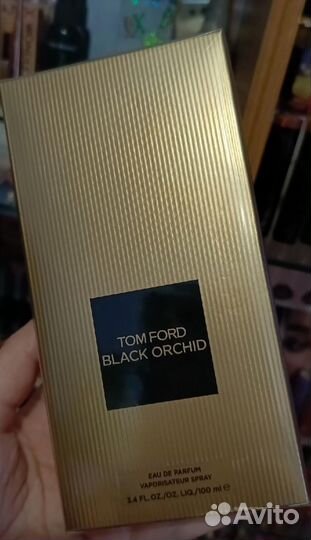 TOM FORD
BLACK ORCHID
EAU DE PARFUM
VAPORISATEUR SPRAY
3.4 FL.OZ./OZ. LIQ./100 ml ℮
Avito